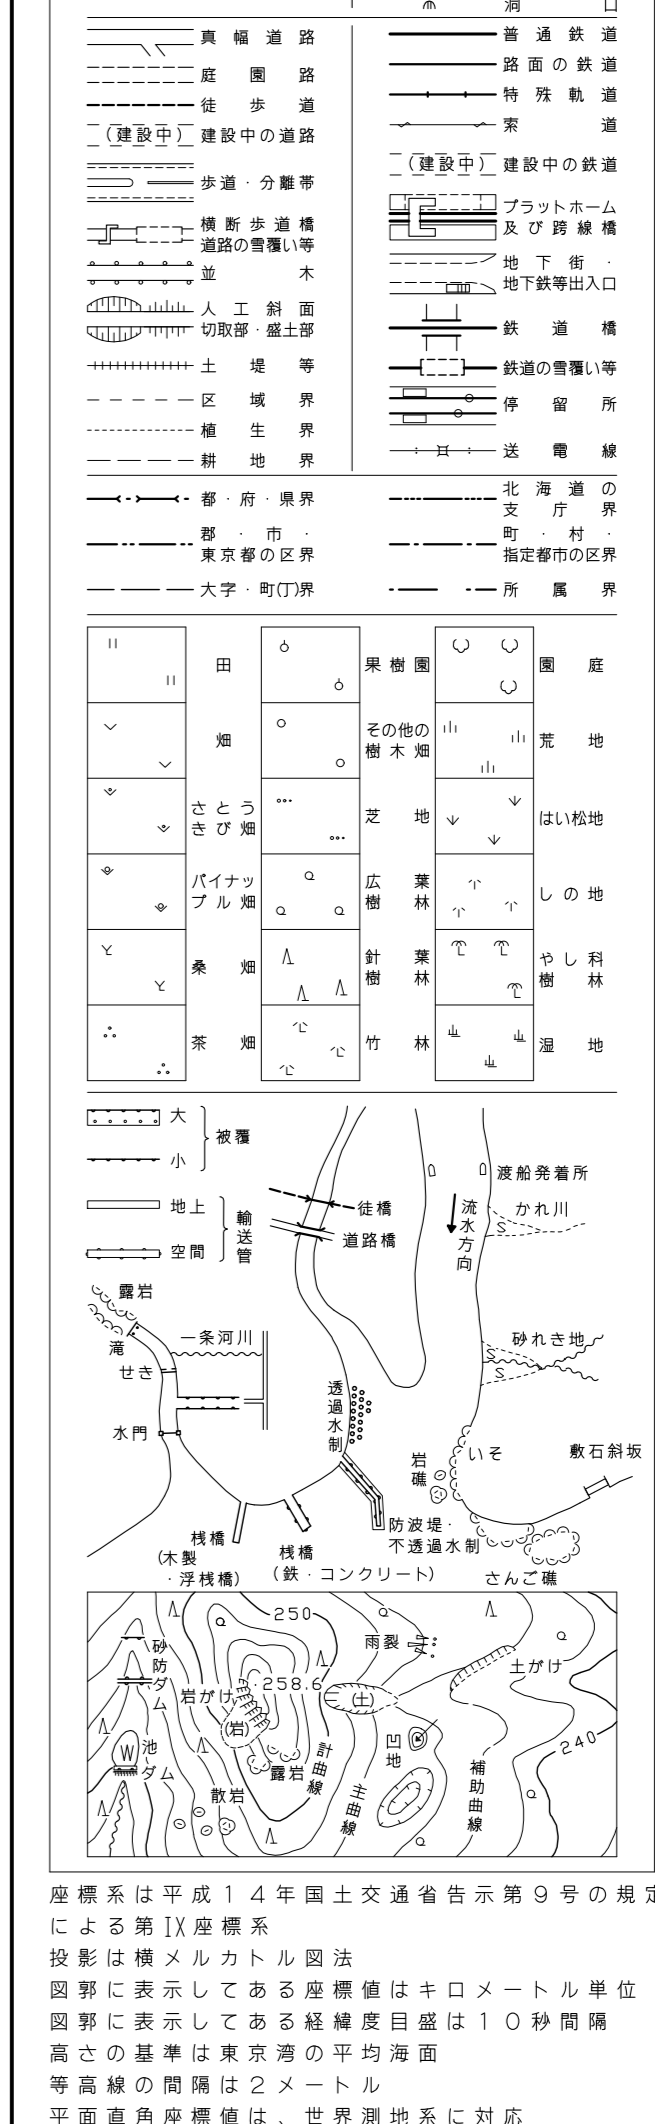 洞口
真幅道路
庭園路
徒歩道
(建設中) 建設中の道路
歩道・分離帯
横断歩道橋
道路の雪覆い等
並木
人工斜面
切取部・盛土部
土堤等
区域界
植生界
耕地界
普通鉄道
路面の鉄道
特殊軌道
索道
(建設中) 建設中の鉄道
プラットホーム
及び跨線橋
地下街・
地下鉄等出入口
鉄道橋
鉄道の雪覆い等
停留所
送電線
都・府・県界
郡・市・
東京都の区界
大字・町(丁)界
北海道の
支庁界
町・村・
指定都市の区界
所属界
田
畑
さとう
きび畑
パイナッ
プル畑
桑畑
茶畑
果樹園
その他の
樹木畑
芝地
広葉
樹林
針葉
樹林
竹林
園庭
荒地
はい松地
しの地
やし科
樹林
湿地
大
小
被覆
地上
空間
輸送管
徒橋
道路橋
渡船発着所
流水方向
かれ川
S
露岩
滝
一条河川
せき
水門
透過水制
砂れき地
S
S
岩礁
いそ
敷石斜坂
防波堤・
不透過水制
桟橋
(木製
・浮桟橋)
桟橋
(鉄・コンクリート)
さんご礁
250
砂防ダム
岩がけ
258.6
(岩)
雨裂
土がけ
(土)
W
池
ダム
露岩
散岩
計曲線
主曲線
凹地
補助曲線
240
座標系は平成14年国土交通省告示第9号の規定
による第IX座標系
投影は横メルカトル図法
図郭に表示してある座標値はキロメートル単位
図郭に表示してある経緯度目盛は10秒間隔
高さの基準は東京湾の平均海面
等高線の間隔は2メートル
平面直角座標値は、世界測地系に対応